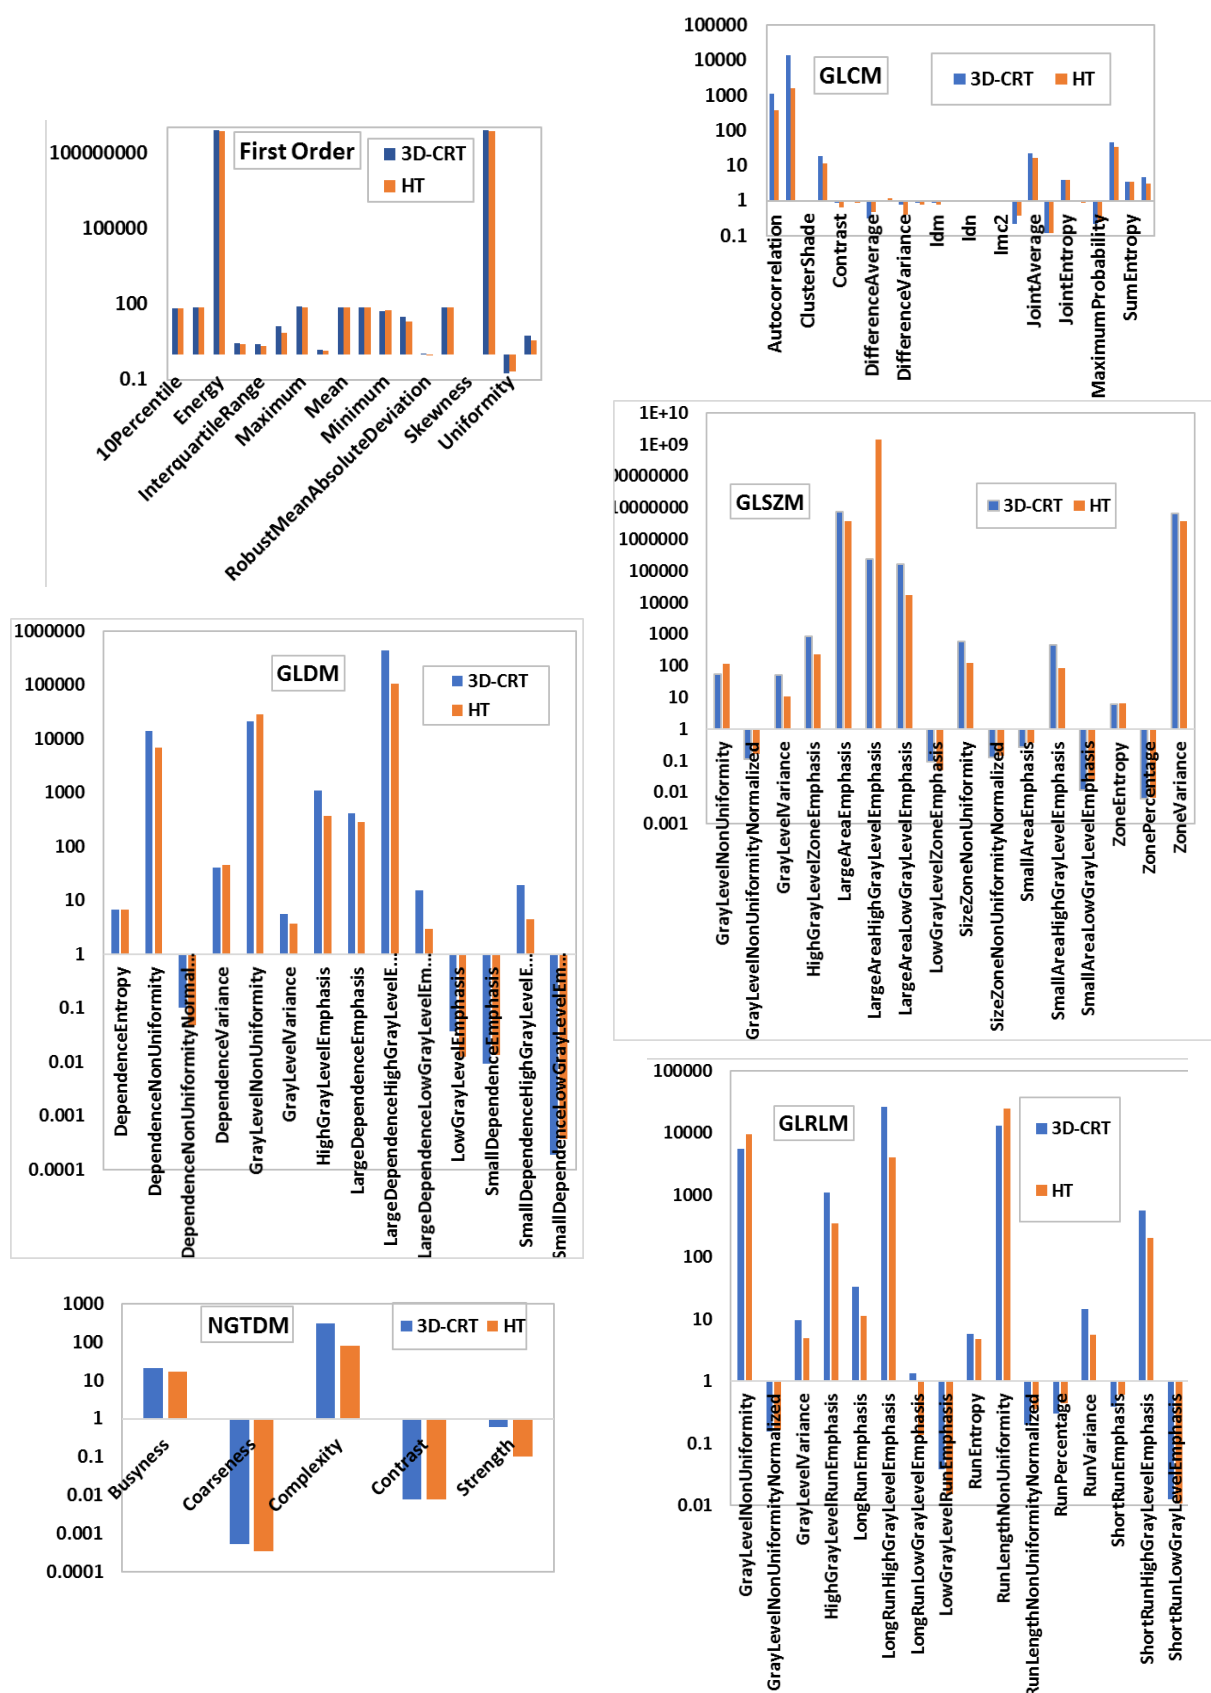 First Order
3D-CRT
HT
100000000
100000
100
0.1
10Percentile
Energy
InterquartileRange
Maximum
Mean
Minimum
RobustMeanAbsoluteDeviation
Skewness
Uniformity
GLCM
3D-CRT
HT
100000
10000
1000
100
10
1
0.1
Autocorrelation
ClusterShade
Contrast
DifferenceAverage
DifferenceVariance
Idm
Idn
Imc2
JointAverage
JointEntropy
MaximumProbability
SumEntropy
GLSZM
3D-CRT
HT
1E+10
1E+09
00000000
10000000
1000000
100000
10000
1000
100
10
1
0.1
0.01
0.001
GrayLevelNonUniformity
GrayLevelNonUniformityNormalized
GrayLevelVariance
HighGrayLevelZoneEmphasis
LargeAreaEmphasis
LargeAreaHighGrayLevelEmphasis
LargeAreaLowGrayLevelEmphasis
LowGrayLevelZoneEmphasis
SizeZoneNonUniformity
SizeZoneNonUniformityNormalized
SmallAreaEmphasis
SmallAreaHighGrayLevelEmphasis
SmallAreaLowGrayLevelEmphasis
ZoneEntropy
ZonePercentage
ZoneVariance
GLDM
3D-CRT
HT
1000000
100000
10000
1000
100
10
1
0.1
0.01
0.001
0.0001
DependenceEntropy
DependenceNonUniformity
DependenceNonUniformityNormal...
DependenceVariance
GrayLevelNonUniformity
GrayLevelVariance
HighGrayLevelEmphasis
LargeDependenceEmphasis
LargeDependenceHighGrayLevelE...
LargeDependenceLowGrayLevelEm...
LowGrayLevelEmphasis
SmallDependenceEmphasis
SmallDependenceHighGrayLevelE...
SmallDependenceLowGrayLevelEm...
GLRLM
3D-CRT
HT
100000
10000
1000
100
10
1
0.1
0.01
GrayLevelNonUniformity
GrayLevelNonUniformityNormalized
GrayLevelVariance
HighGrayLevelRunEmphasis
LongRunEmphasis
LongRunHighGrayLevelEmphasis
LongRunLowGrayLevelEmphasis
LowGrayLevelRunEmphasis
RunEntropy
RunLengthNonUniformity
RunLengthNonUniformityNormalized
RunPercentage
RunVariance
ShortRunEmphasis
ShortRunHighGrayLevelEmphasis
ShortRunLowGrayLevelEmphasis
NGTDM
3D-CRT
HT
1000
100
10
1
0.1
0.01
0.001
0.0001
Busyness
Coarseness
Complexity
Contrast
Strength